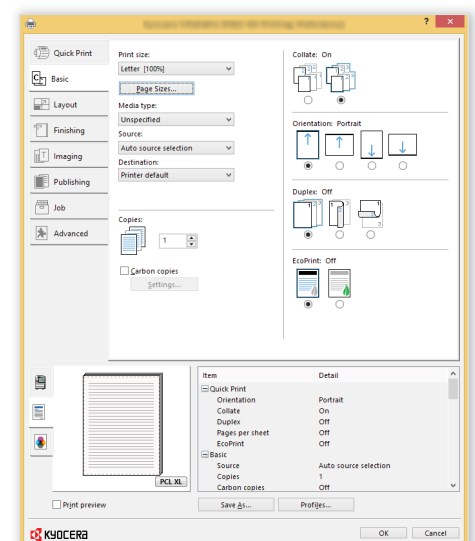 ? x
Quick Print
Basic
Layout
Finishing
Imaging
Publishing
Job
Advanced
Print size:
Letter [100%]
Page Sizes...
Media type:
Unspecified
Source:
Auto source selection
Destination:
Printer default
Copies:
1
Carbon copies
Settings...
Collate: On
Orientation: Portrait
Duplex: Off
EcoPrint: Off
PCL XL
Print preview
Item Detail
Quick Print
Orientation Portrait
Collate On
Duplex Off
Pages per sheet Off
EcoPrint Off
Basic
Source Auto source selection
Copies 1
Carbon copies Off
Save As... Profiles...
KYOCERA
OK Cancel